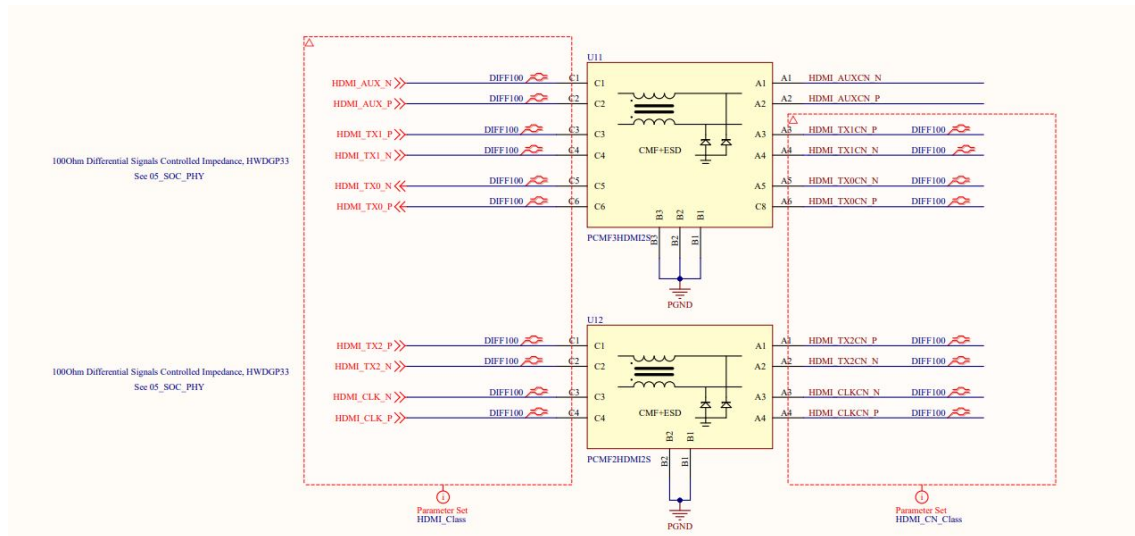 U11
HDMI_AUX_N DIFF100 C1 C1 A1 A1 HDMI_AUXCN_N
HDMI_AUX_P DIFF100 C2 C2 A2 A2 HDMI_AUXCN_P
HDMI_TX1_P DIFF100 C3 C3 A3 A3 HDMI_TX1CN_P DIFF100
HDMI_TX1_N DIFF100 C4 C4 CMF+ESD A4 A4 HDMI_TX1CN_N DIFF100
100Ohm Differential Signals Controlled Impedance, HWDGP33
See 05_SOC_PHY
HDMI_TX0_N DIFF100 C5 C5 A5 A5 HDMI_TX0CN_N DIFF100
HDMI_TX0_P DIFF100 C6 C6 C8 A6 HDMI_TX0CN_P DIFF100
B3 B2 B1
PCMF3HDMI2S B3 B2 B1
PGND
U12
HDMI_TX2_P DIFF100 C1 C1 A1 A1 HDMI_TX2CN_P DIFF100
HDMI_TX2_N DIFF100 C2 C2 A2 A2 HDMI_TX2CN_N DIFF100
100Ohm Differential Signals Controlled Impedance, HWDGP33
See 05_SOC_PHY
HDMI_CLK_N DIFF100 C3 C3 A3 A3 HDMI_CLKCN_N DIFF100
HDMI_CLK_P DIFF100 C4 C4 CMF+ESD A4 A4 HDMI_CLKCN_P DIFF100
B2 B1
PCMF2HDMI2S B2 B1
PGND
i
Parameter Set
HDMI_Class
i
Parameter Set
HDMI_CN_Class